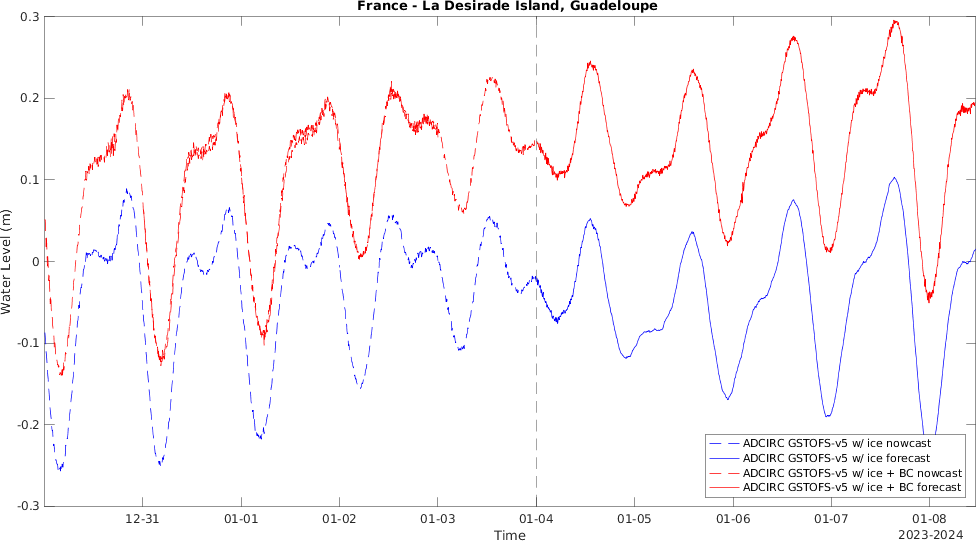 France - La Desirade Island, Guadeloupe
0.3
0.2
0.1
0
-0.1
-0.2
-0.3
Water Level (m)
ADCIRC GSTOFS-v5 w/ ice nowcast
ADCIRC GSTOFS-v5 w/ ice forecast
ADCIRC GSTOFS-v5 w/ ice + BC nowcast
ADCIRC GSTOFS-v5 w/ ice + BC forecast
12-31 01-01 01-02 01-03 01-04 01-05 01-06 01-07 01-08
Time
2023-2024